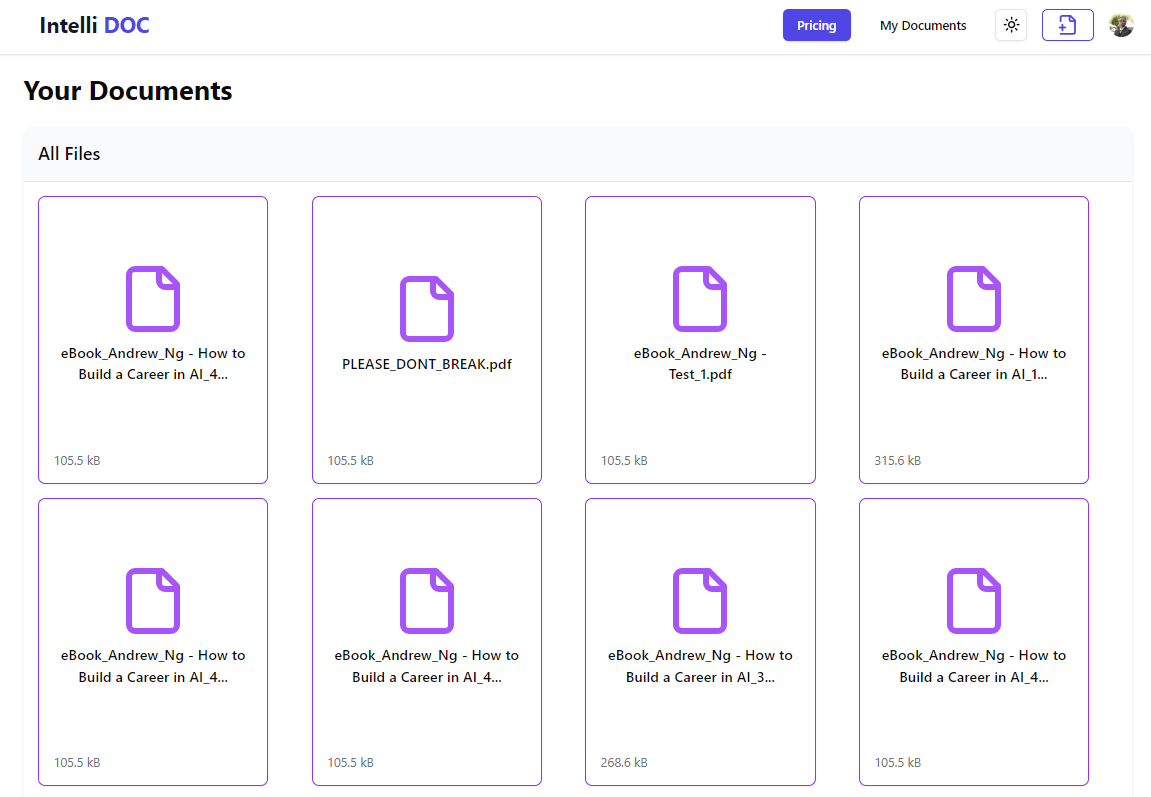 Intelli DOC
Pricing
My Documents
Your Documents
All Files
eBook_Andrew_Ng - How to
Build a Career in AI_4...
105.5 kB
PLEASE_DONT_BREAK.pdf
105.5 kB
eBook_Andrew_Ng -
Test_1.pdf
105.5 kB
eBook_Andrew_Ng - How to
Build a Career in AI_1...
315.6 kB
eBook_Andrew_Ng - How to
Build a Career in AI_4...
105.5 kB
eBook_Andrew_Ng - How to
Build a Career in AI_4...
105.5 kB
eBook_Andrew_Ng - How to
Build a Career in AI_3...
268.6 kB
eBook_Andrew_Ng - How to
Build a Career in AI_4...
105.5 kB